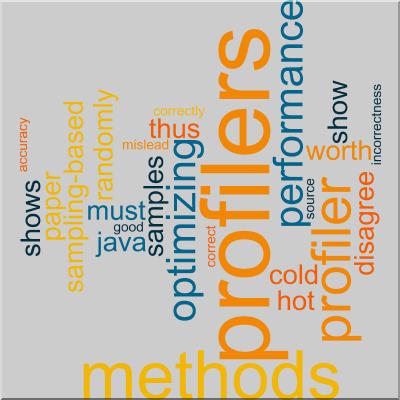 accuracy
shows
paper
sampling-based
randomly
correctly
thus
mislead
must
good
java
samples
optimizing
correct
profilers
performance
source
cold
hot
profiler
worth
show
disagree
incorrectness
methods